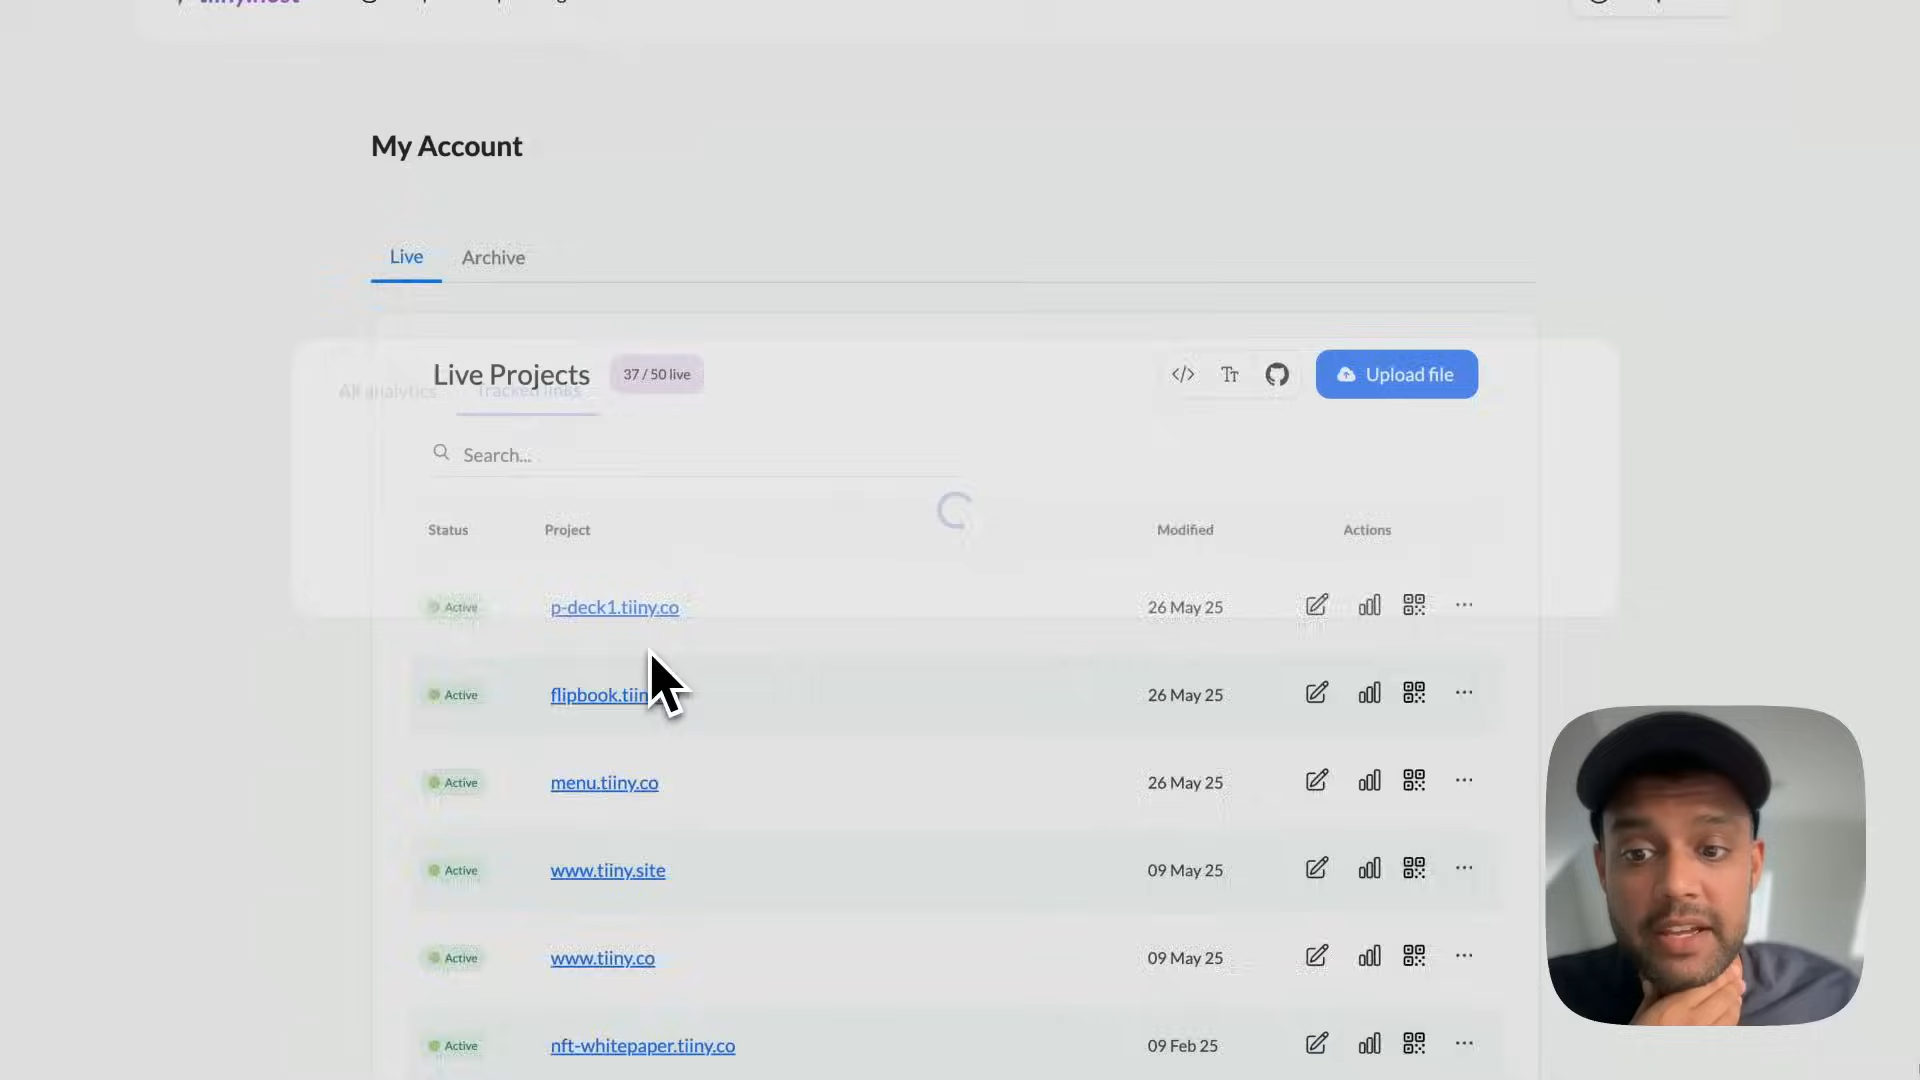 tiiny.host
My Account
Live
Archive
Live Projects
37 / 50 live
Tt
Upload file
All analytics
Tracked links
Search...
Status
Project
Modified
Actions
Active
p-deck1.tiiny.co
26 May 25
Active
flipbook.tiin
26 May 25
Active
menu.tiiny.co
26 May 25
Active
www.tiiny.site
09 May 25
Active
www.tiiny.co
09 May 25
Active
nft-whitepaper.tiiny.co
09 Feb 25